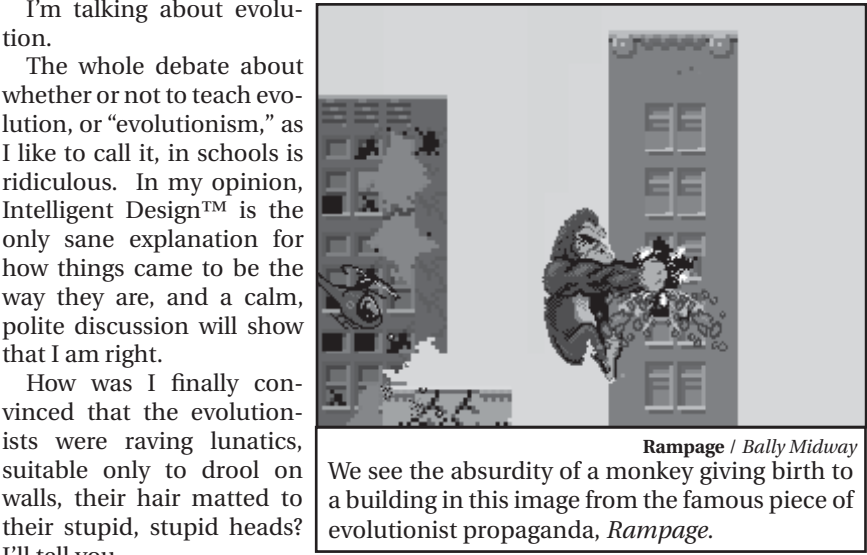 I’m talking about evolu-
tion.
The whole debate about
whether or not to teach evo-
lution, or “evolutionism,” as
I like to call it, in schools is
ridiculous. In my opinion,
Intelligent Design™ is the
only sane explanation for
how things came to be the
way they are, and a calm,
polite discussion will show
that I am right.
How was I finally con-
vinced that the evolution-
ists were raving lunatics,
suitable only to drool on
walls, their hair matted to
their stupid, stupid heads?
I’ll tell you
Rampage / Bally Midway
We see the absurdity of a monkey giving birth to
a building in this image from the famous piece of
evolutionist propaganda, Rampage.